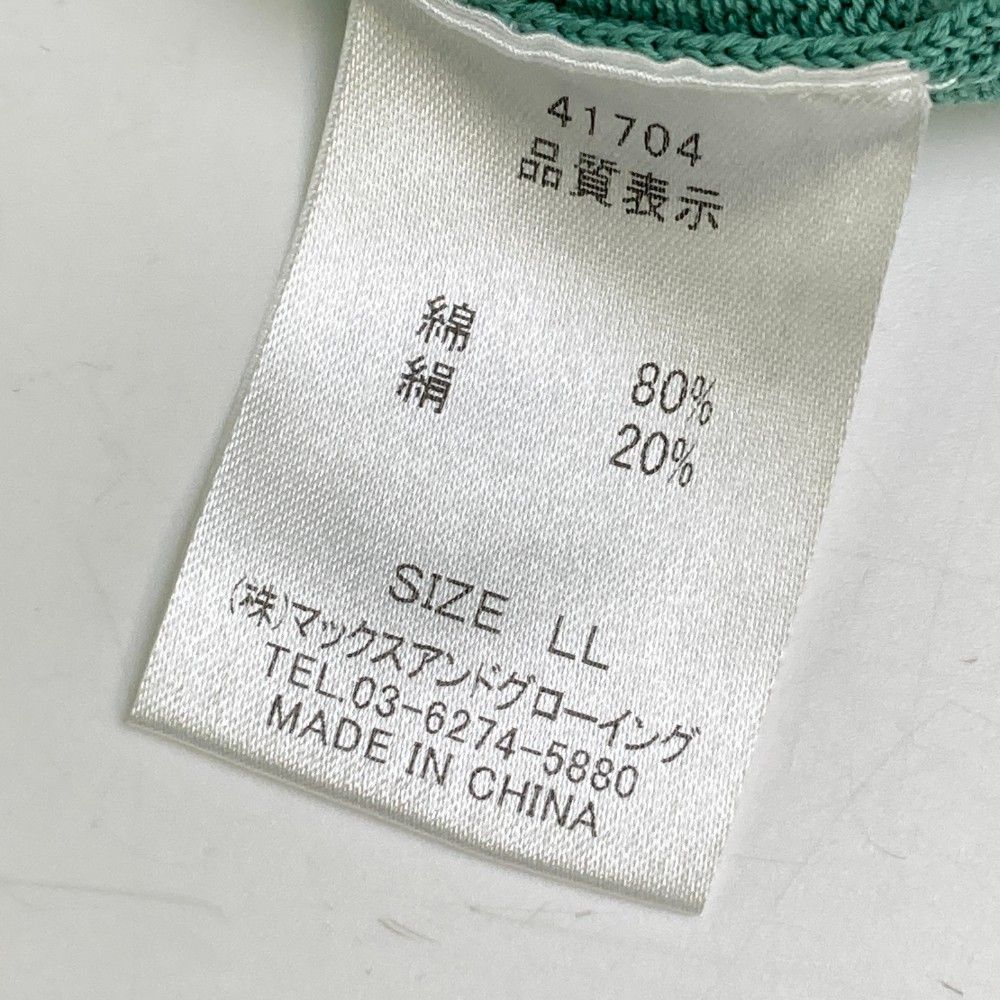 41704
品質表示
綿 80%
絹 20%
SIZE LL
(株)マックスアンドグローイング
TEL.03-6274-5880
MADE IN CHINA